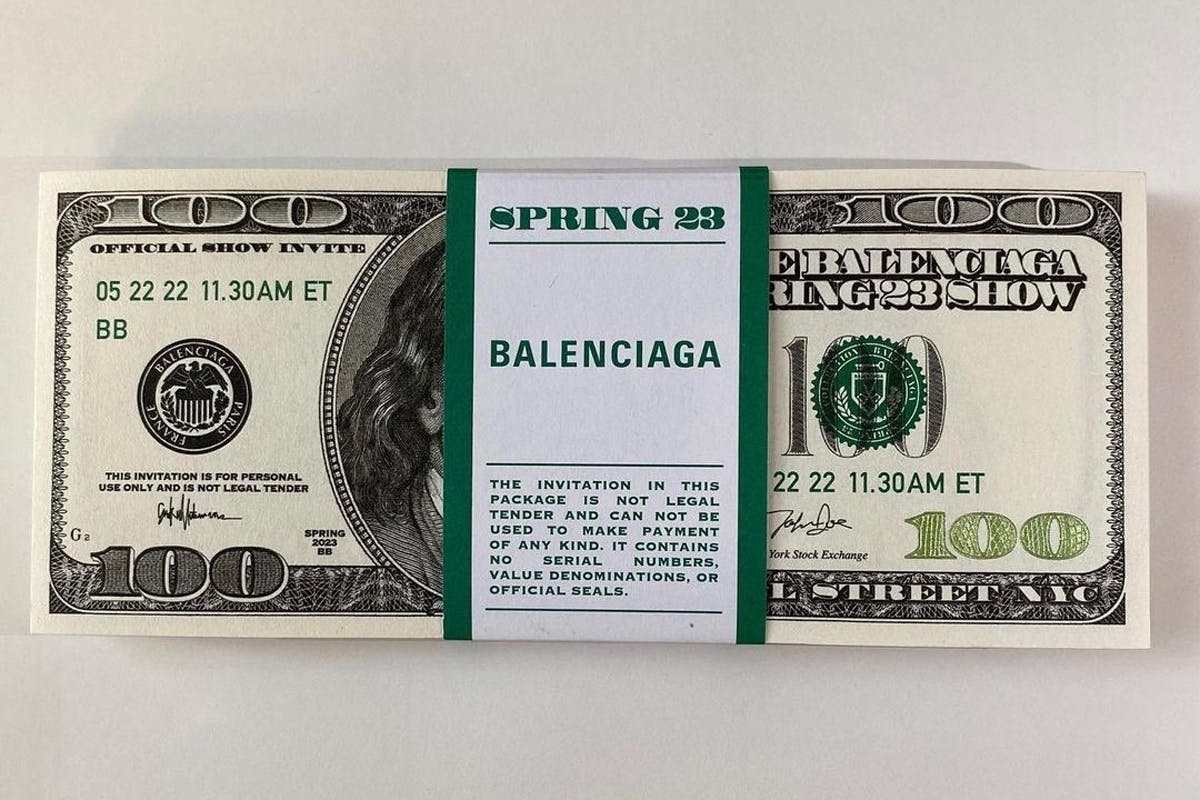 100
OFFICIAL SHOW INVITE
05 22 22 11.30AM ET
BB
BALENCIAGA
PARIS
FRANCE
THIS INVITATION IS FOR PERSONAL
USE ONLY AND IS NOT LEGAL TENDER
G2
SPRING
2023
BB
100
SPRING 23
BALENCIAGA
THE INVITATION IN THIS
PACKAGE IS NOT LEGAL
TENDER AND CAN NOT BE
USED TO MAKE PAYMENT
OF ANY KIND. IT CONTAINS
NO SERIAL NUMBERS,
VALUE DENOMINATIONS, OR
OFFICIAL SEALS.
100
E BALENCIAGA
RING 23 SHOW
100
22 22 11.30AM ET
York Stock Exchange
100
L STREET NYC